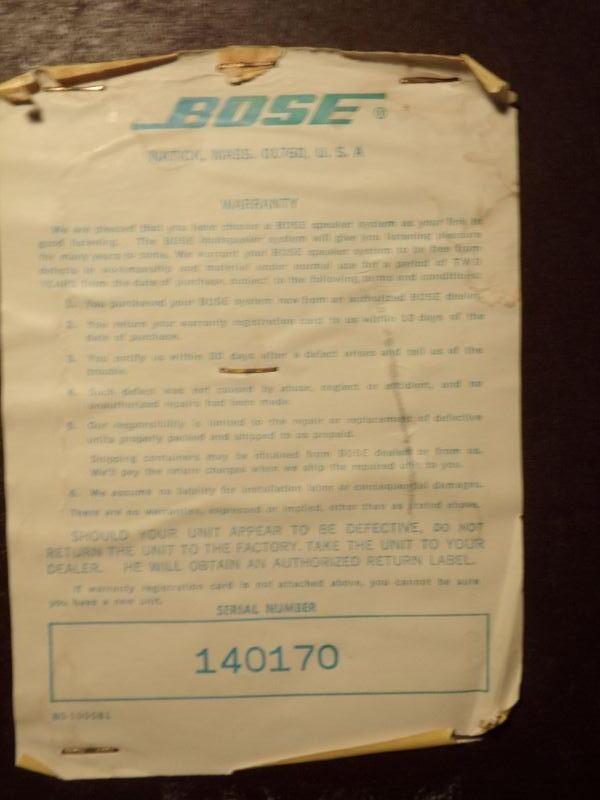 BOSE ®
NATICK, MASS. 01760, U. S. A
WARRANTY
We are pleased that you have chosen a BOSE speaker system as your link to
good listening. The BOSE loudspeaker system will give you listening pleasure
for many years to come. We warrant your BOSE speaker system to be free from
defects in workmanship and material under normal use for a period of TWO
YEARS from the date of purchase, subject to the following terms and conditions:
1. You purchased your BOSE system new from an authorized BOSE dealer.
2. You return your warranty registration card to us within 10 days of the
date of purchase.
3. You notify us within 30 days after a defect arises and tell us of the
trouble.
4. Such defect was not caused by abuse, neglect or accident, and no
unauthorized repairs had been made.
5. Our responsibility is limited to the repair or replacement of defective
units properly packed and shipped to us prepaid.
Shipping containers may be obtained from BOSE dealers or from us.
We'll pay the return charges when we ship the repaired unit to you.
6. We assume no liability for installation labor or consequential damages.
There are no warranties, expressed or implied, other than as stated above.
SHOULD YOUR UNIT APPEAR TO BE DEFECTIVE, DO NOT
RETURN THE UNIT TO THE FACTORY. TAKE THE UNIT TO YOUR
DEALER. HE WILL OBTAIN AN AUTHORIZED RETURN LABEL.
If warranty registration card is not attached above, you cannot be sure
you have a new unit.
SERIAL NUMBER
140170